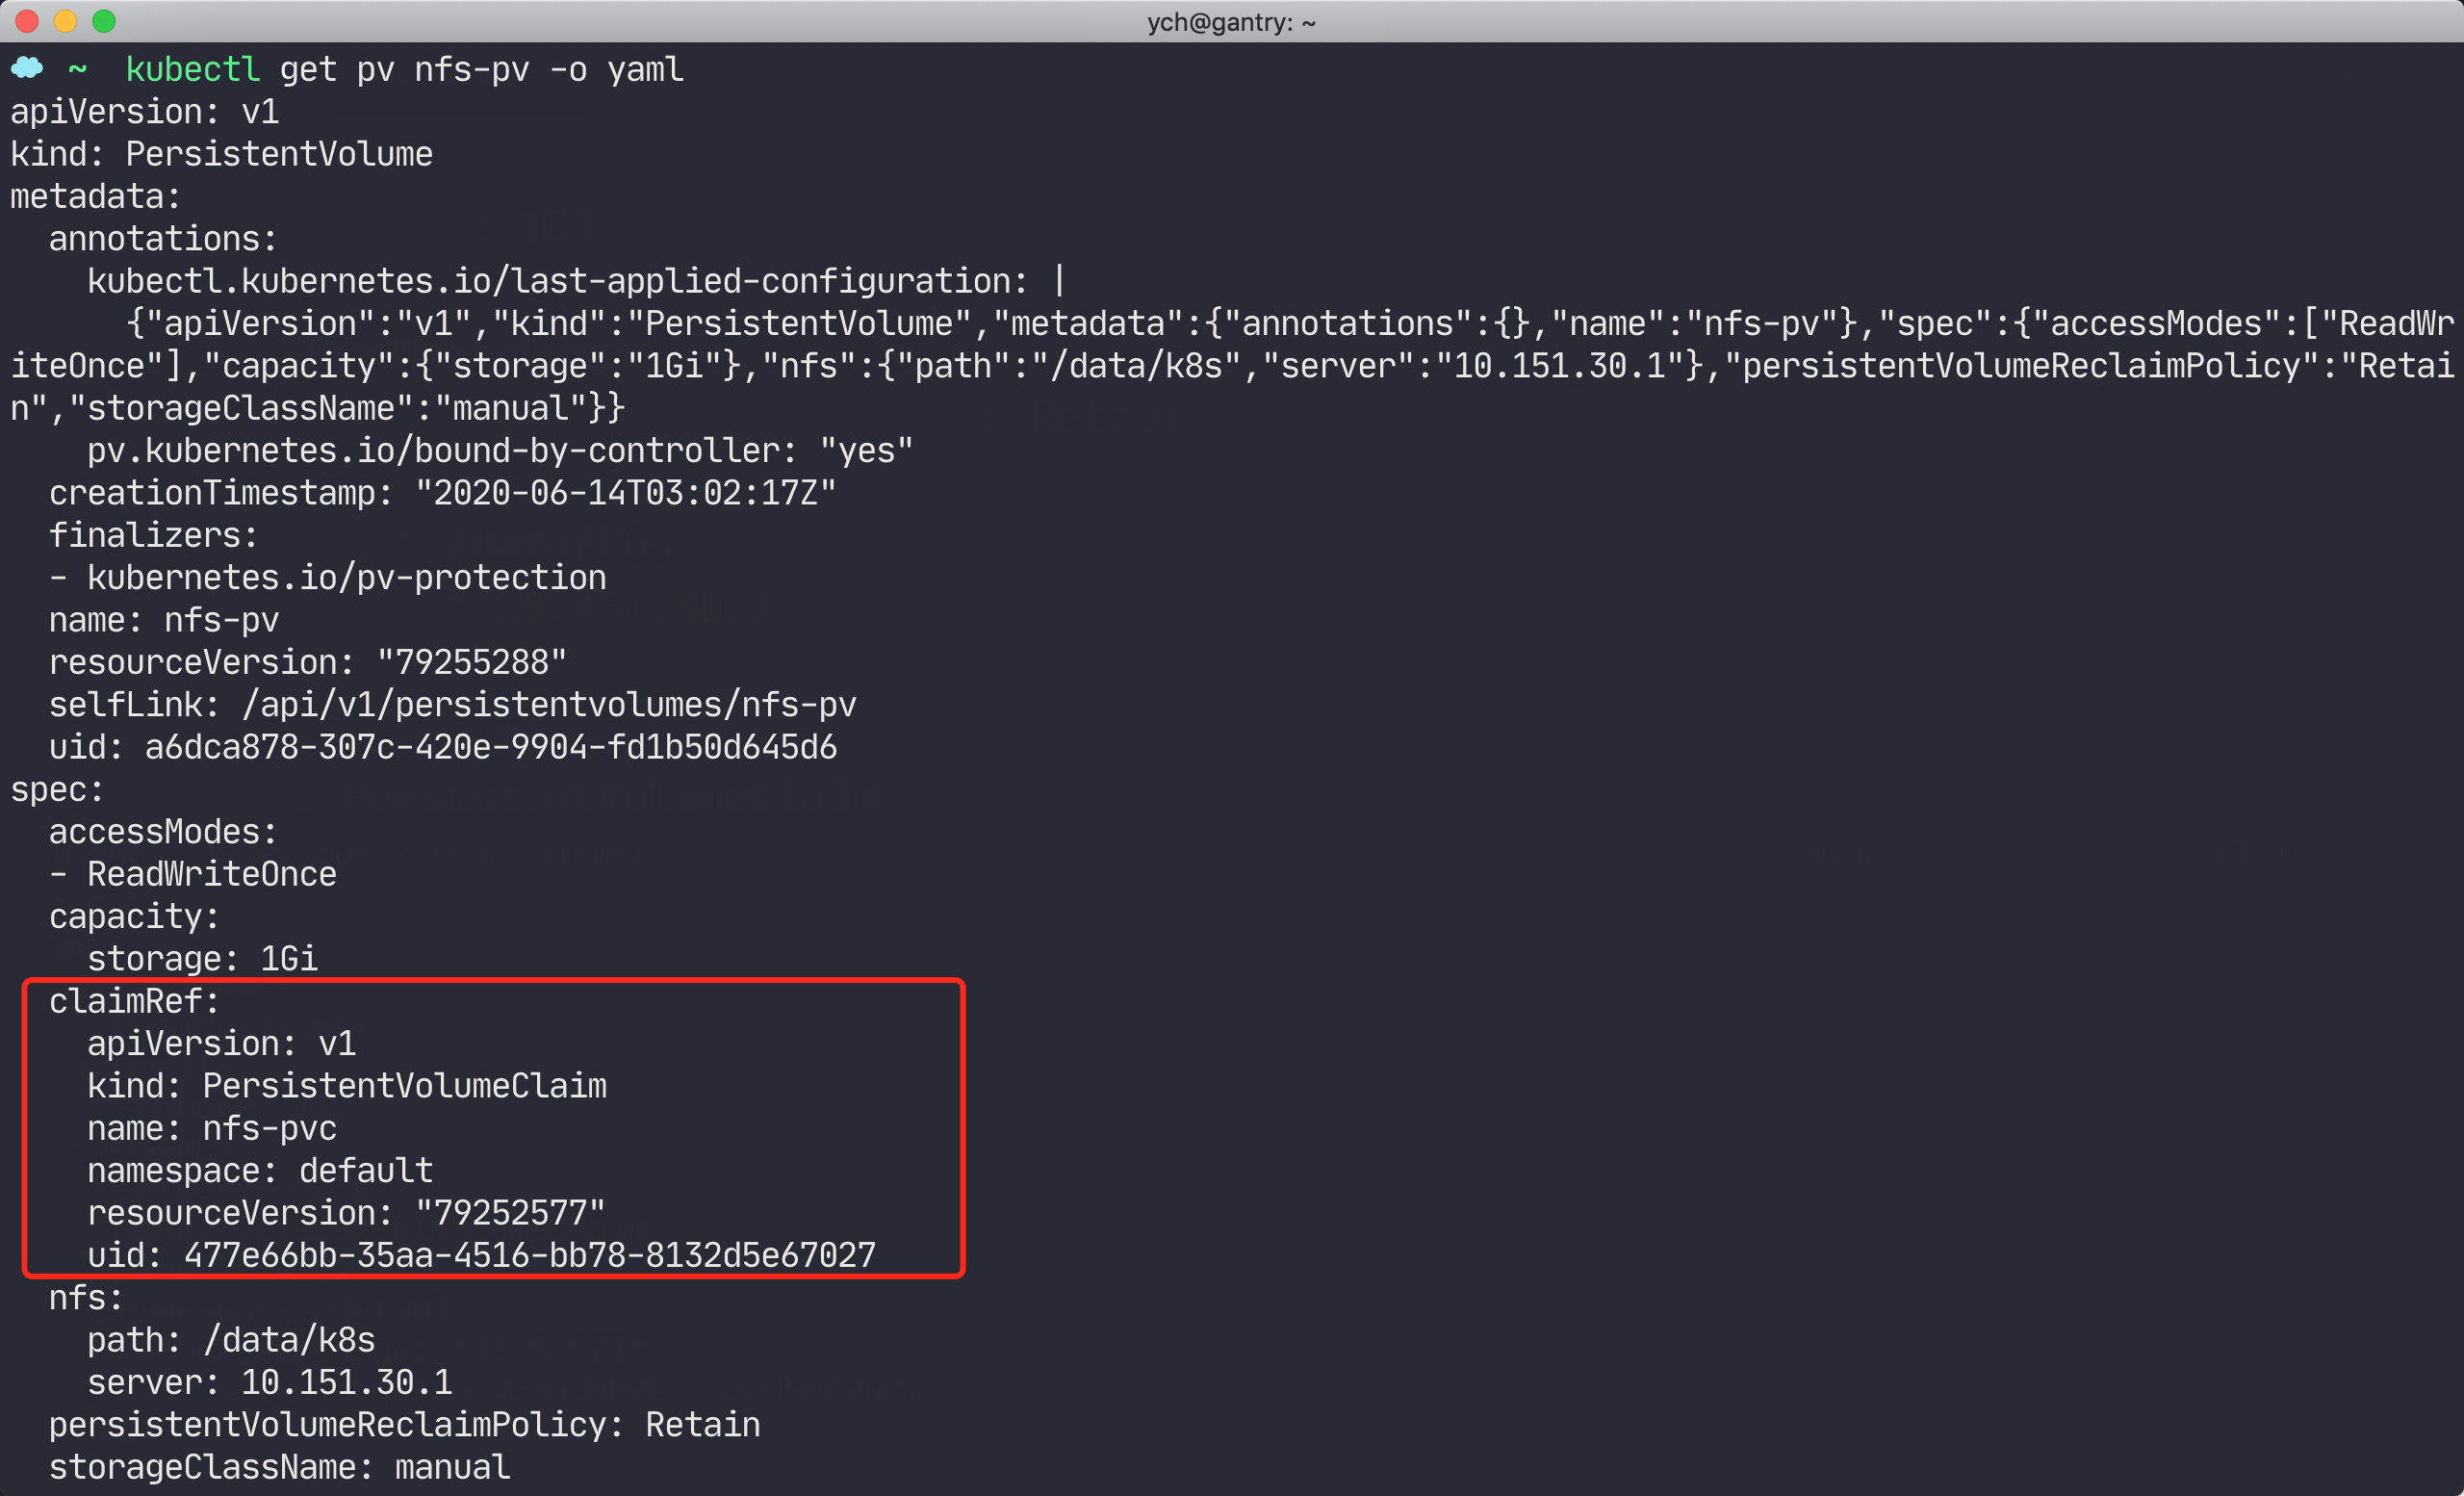 ych@gantry: ~
~ kubectl get pv nfs-pv -o yaml
apiVersion: v1
kind: PersistentVolume
metadata:
  annotations:
    kubectl.kubernetes.io/last-applied-configuration: |
      {"apiVersion":"v1","kind":"PersistentVolume","metadata":{"annotations":{},"name":"nfs-pv"},"spec":{"accessModes":["ReadWr
iteOnce"],"capacity":{"storage":"1Gi"},"nfs":{"path":"/data/k8s","server":"10.151.30.1"},"persistentVolumeReclaimPolicy":"Retai
n","storageClassName":"manual"}}
    pv.kubernetes.io/bound-by-controller: "yes"
  creationTimestamp: "2020-06-14T03:02:17Z"
  finalizers:
  - kubernetes.io/pv-protection
  name: nfs-pv
  resourceVersion: "79255288"
  selfLink: /api/v1/persistentvolumes/nfs-pv
  uid: a6dca878-307c-420e-9904-fd1b50d645d6
spec:
  accessModes:
  - ReadWriteOnce
  capacity:
    storage: 1Gi
  claimRef:
    apiVersion: v1
    kind: PersistentVolumeClaim
    name: nfs-pvc
    namespace: default
    resourceVersion: "79252577"
    uid: 477e66bb-35aa-4516-bb78-8132d5e67027
  nfs:
    path: /data/k8s
    server: 10.151.30.1
  persistentVolumeReclaimPolicy: Retain
  storageClassName: manual